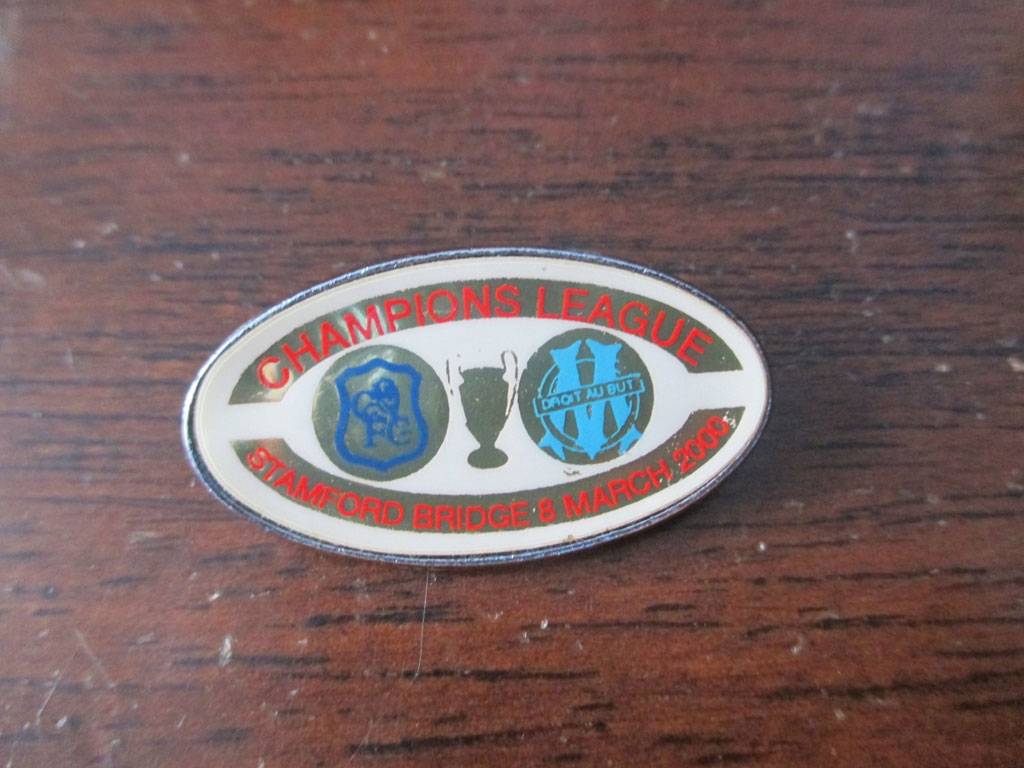 CHAMPIONS LEAGUE
CFC
DROIT AU BUT
STAMFORD BRIDGE 8 MARCH 2000